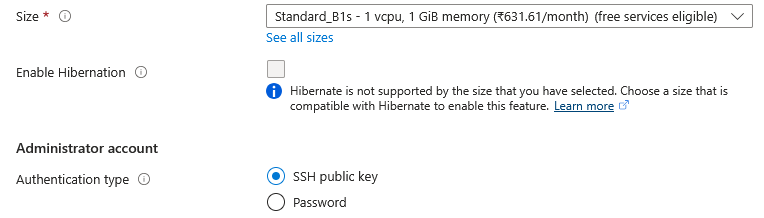 Size *
Standard_B1s - 1 vcpu, 1 GiB memory (₹631.61/month) (free services eligible)
See all sizes
Enable Hibernation
Hibernate is not supported by the size that you have selected. Choose a size that is
compatible with Hibernate to enable this feature. Learn more
Administrator account
Authentication type
SSH public key
Password